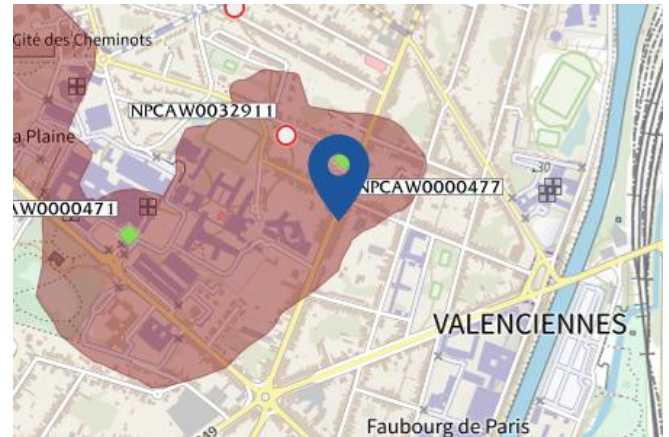 Cité des Cheminots
NPCAW0032911
a Plaine
NPCAW0000477
AW0000471
30
VALENCIENNES
Faubourg de Paris